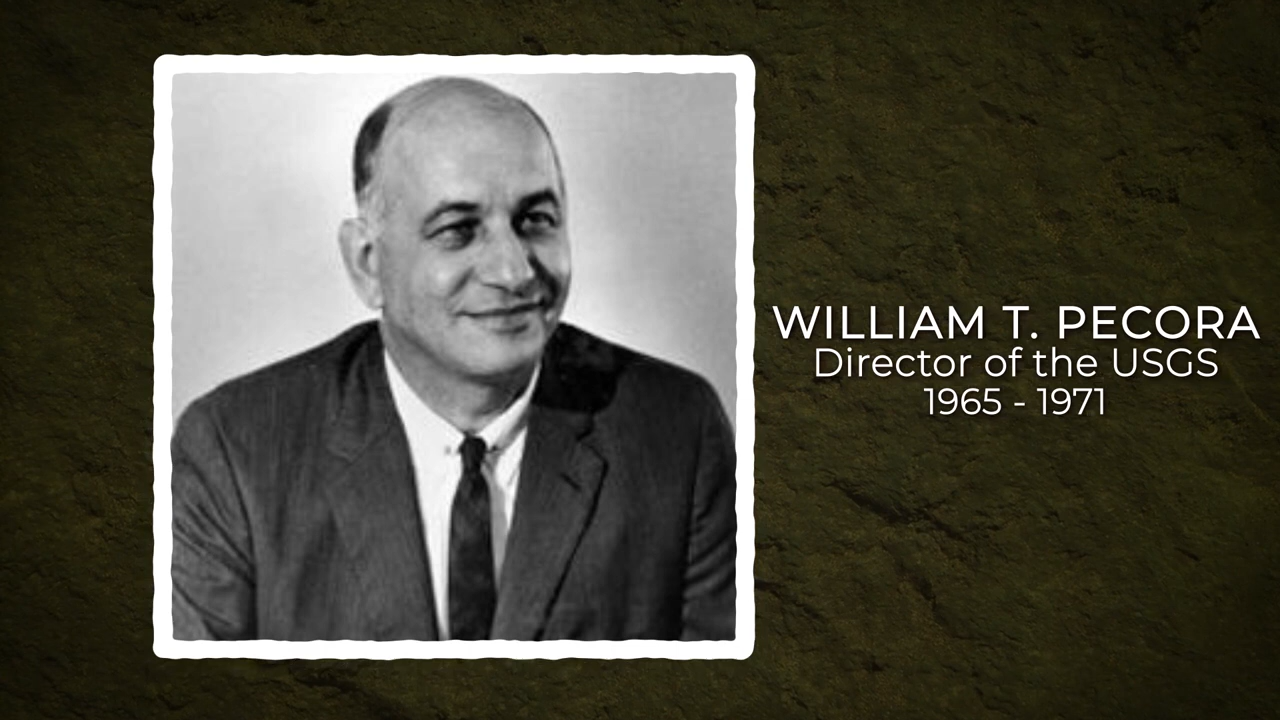 WILLIAM T. PECORA
Director of the USGS
1965 - 1971